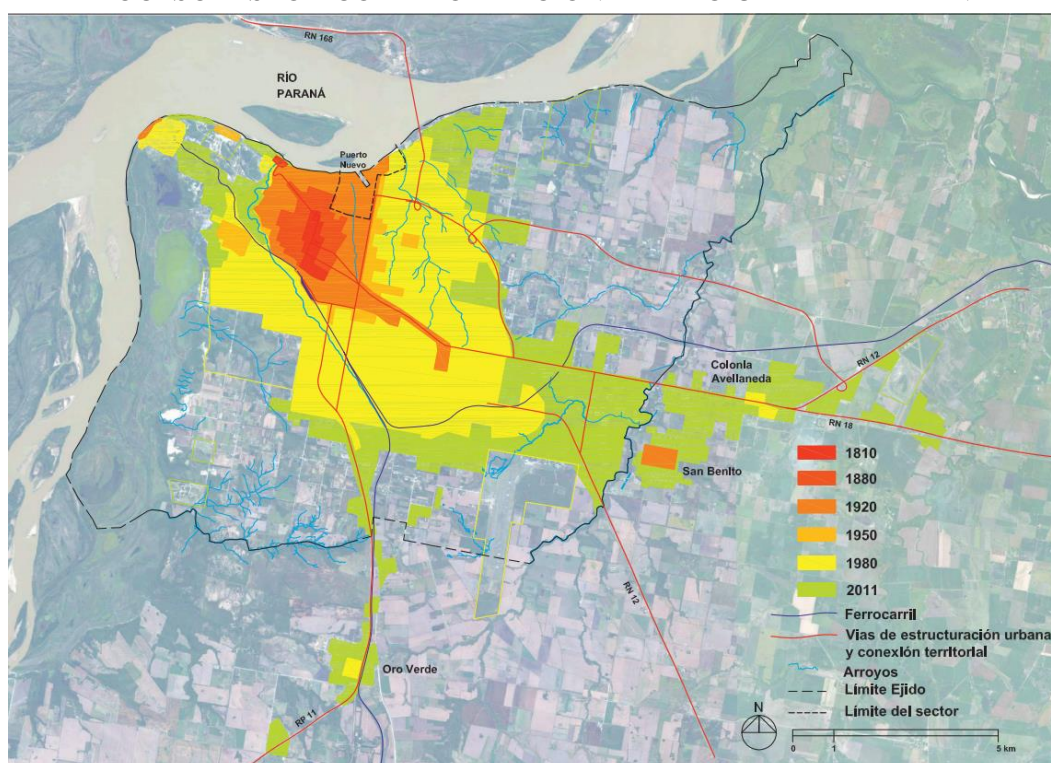 RN 168
RÍO
PARANÁ
Puerto
Nuevo
Colonia
Avellaneda
RN 12
RN 18
San Benito
1810
1880
1920
1950
1980
2011
RN 12
Ferrocarril
Vias de estructuración urbana
y conexión territorial
Arroyos
Oro Verde
Límite Ejido
RP 11
Límite del sector
N
0 1 5 km